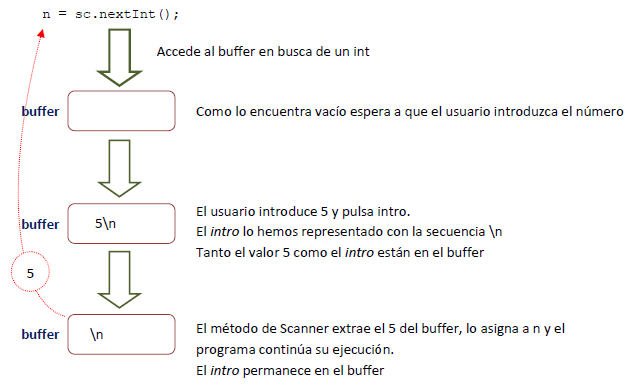 n = sc.nextInt();
Accede al buffer en busca de un int
buffer
Como lo encuentra vacío espera a que el usuario introduzca el número
buffer
5\n
El usuario introduce 5 y pulsa intro.
El intro lo hemos representado con la secuencia \n
Tanto el valor 5 como el intro están en el buffer
5
buffer
\n
El método de Scanner extrae el 5 del buffer, lo asigna a n y el
programa continúa su ejecución.
El intro permanece en el buffer